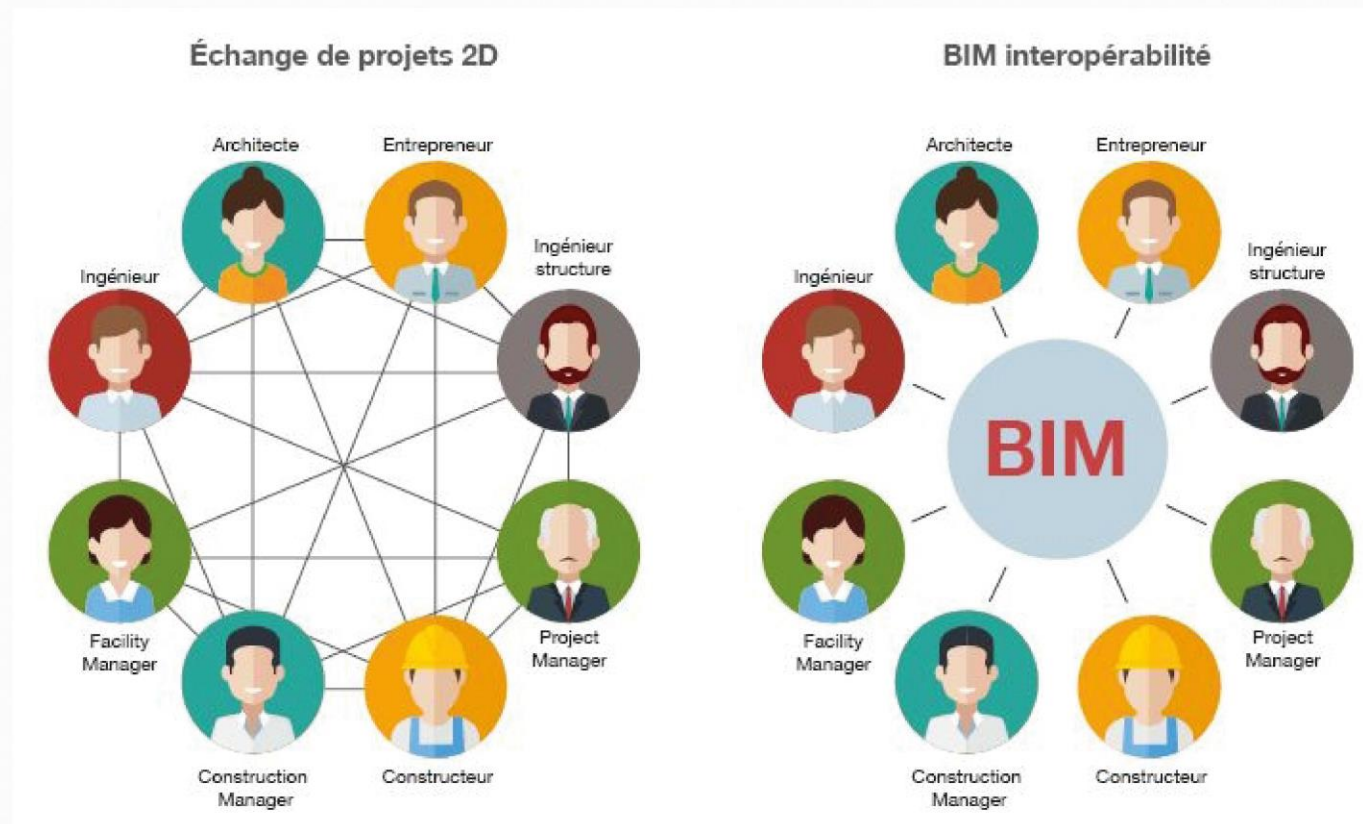 Échange de projets 2D
Architecte
Entrepreneur
Ingénieur
structure
Ingénieur
Facility
Manager
Project
Manager
Construction
Manager
Constructeur
BIM interopérabilité
Architecte
Entrepreneur
Ingénieur
structure
Ingénieur
BIM
Facility
Manager
Project
Manager
Construction
Manager
Constructeur